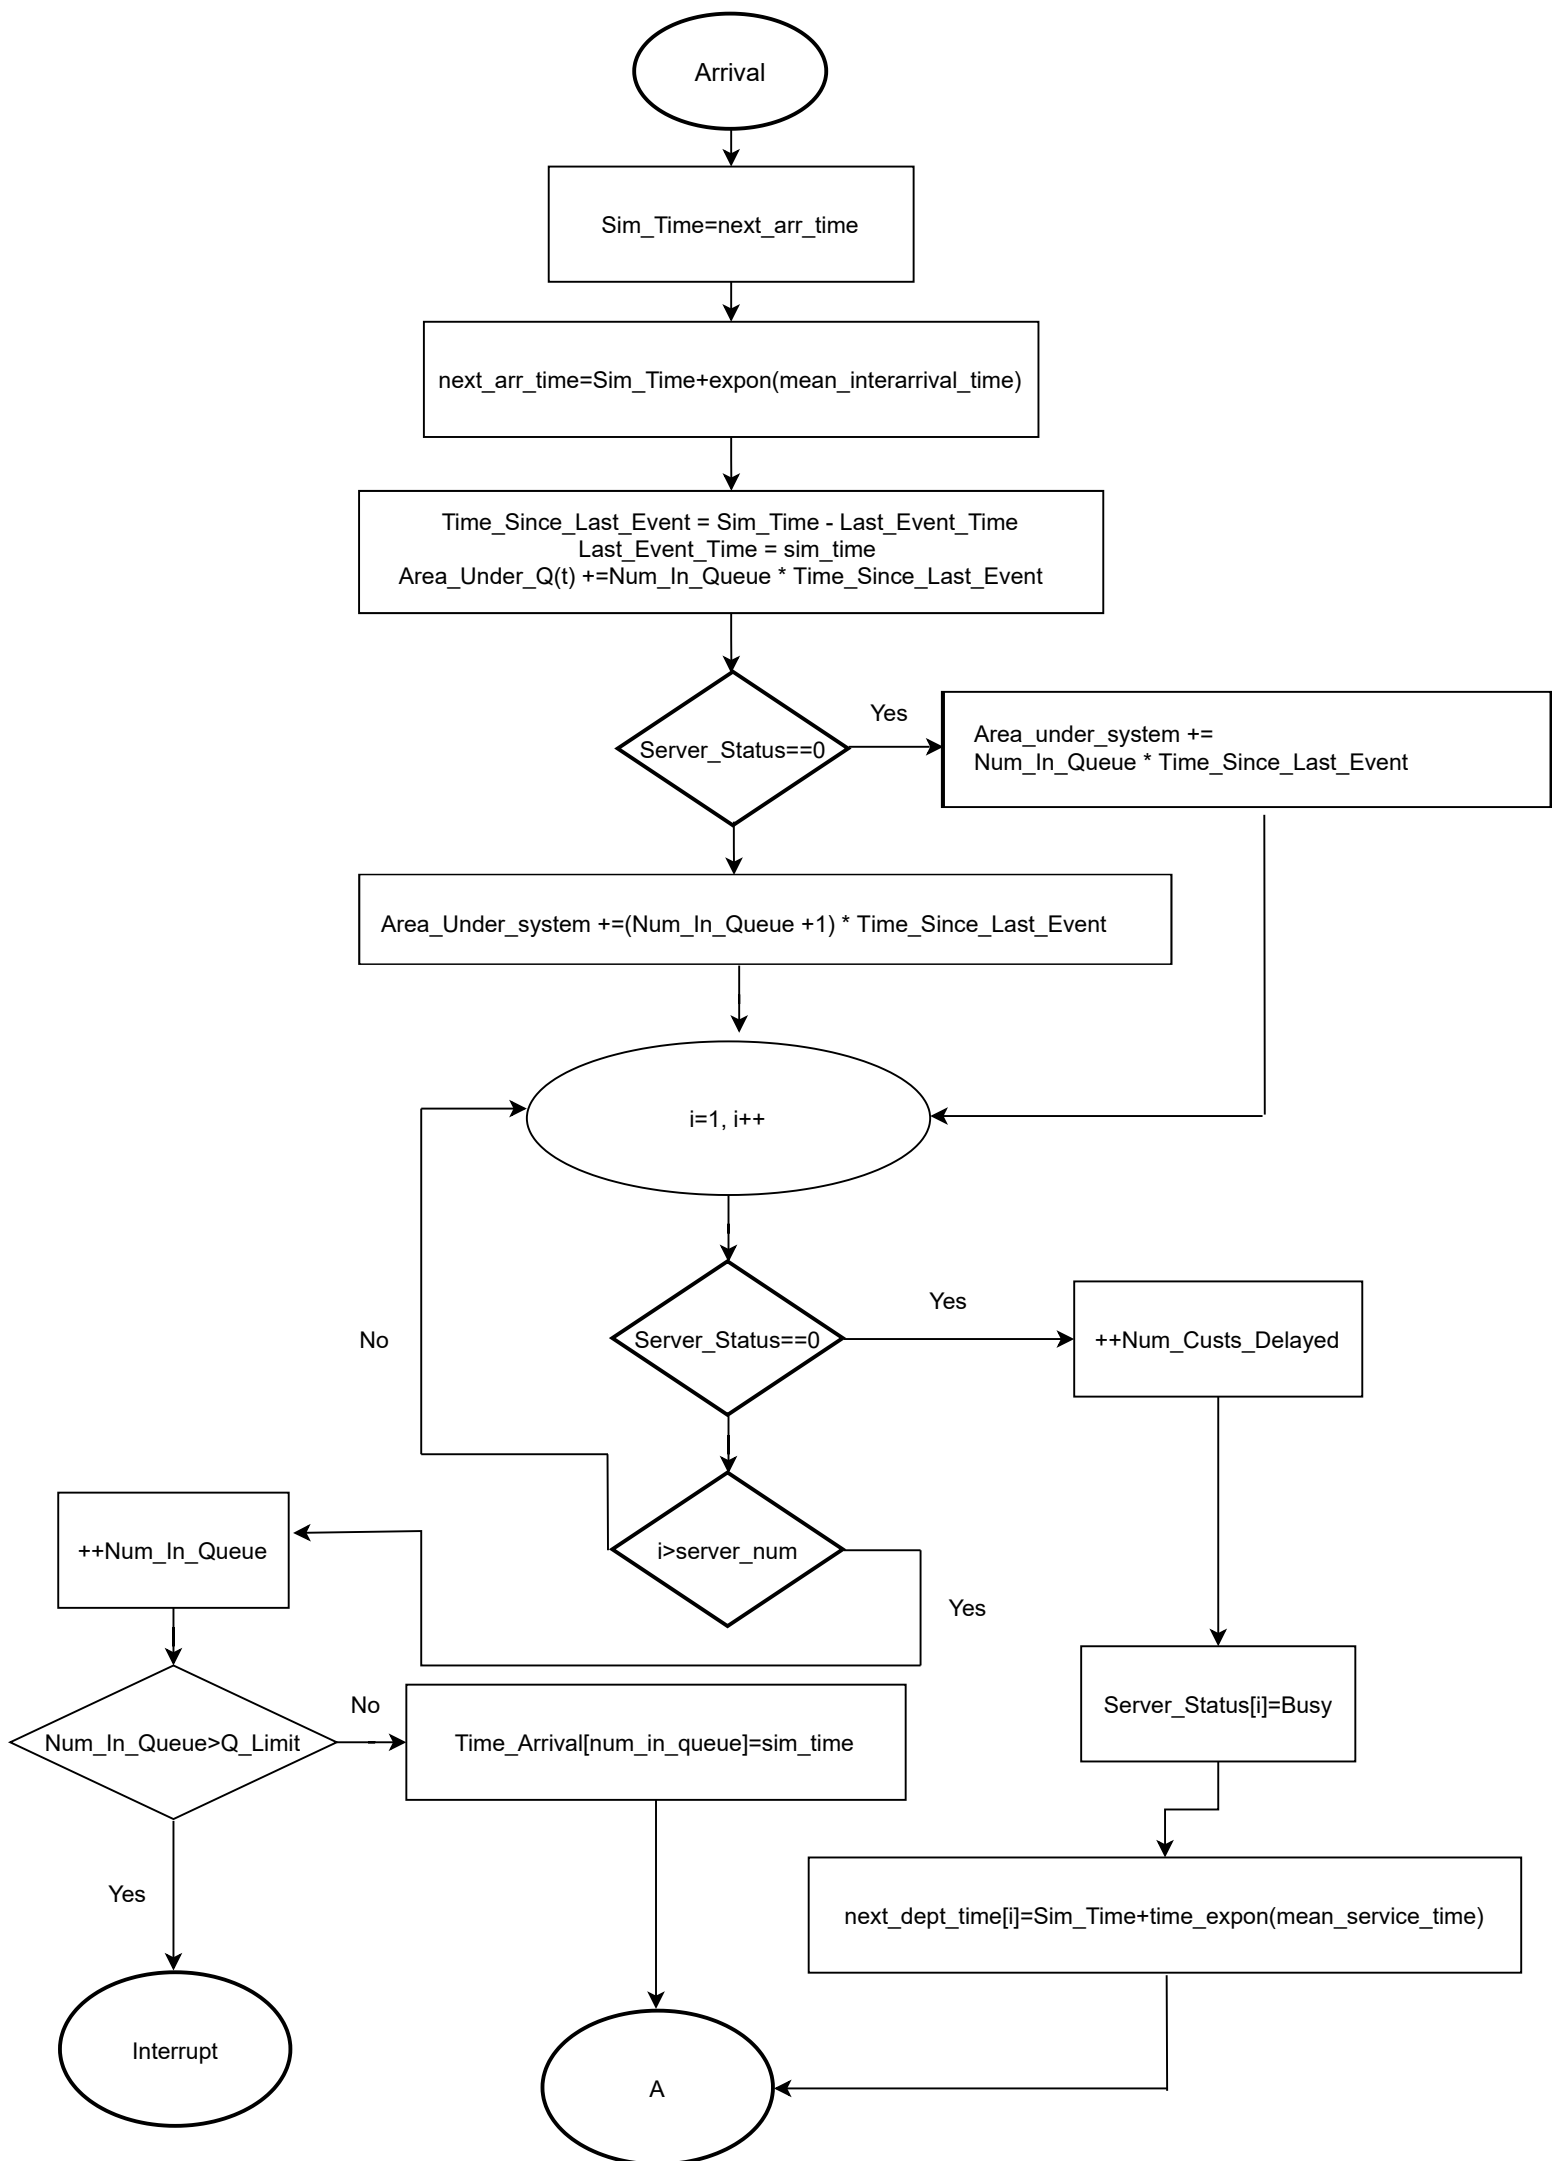 Arrival
Sim_Time=next_arr_time
next_arr_time=Sim_Time+expon(mean_interarrival_time)
Time_Since_Last_Event = Sim_Time - Last_Event_Time
Last_Event_Time = sim_time
Area_Under_Q(t) +=Num_In_Queue * Time_Since_Last_Event
Server_Status==0
Yes
Area_under_system +=
Num_In_Queue * Time_Since_Last_Event
Area_Under_system +=(Num_In_Queue +1) * Time_Since_Last_Event
i=1, i++
Server_Status==0
Yes
++Num_Custs_Delayed
No
i>server_num
Yes
++Num_In_Queue
Num_In_Queue>Q_Limit
No
Time_Arrival[num_in_queue]=sim_time
Server_Status[i]=Busy
Yes
next_dept_time[i]=Sim_Time+time_expon(mean_service_time)
Interrupt
A